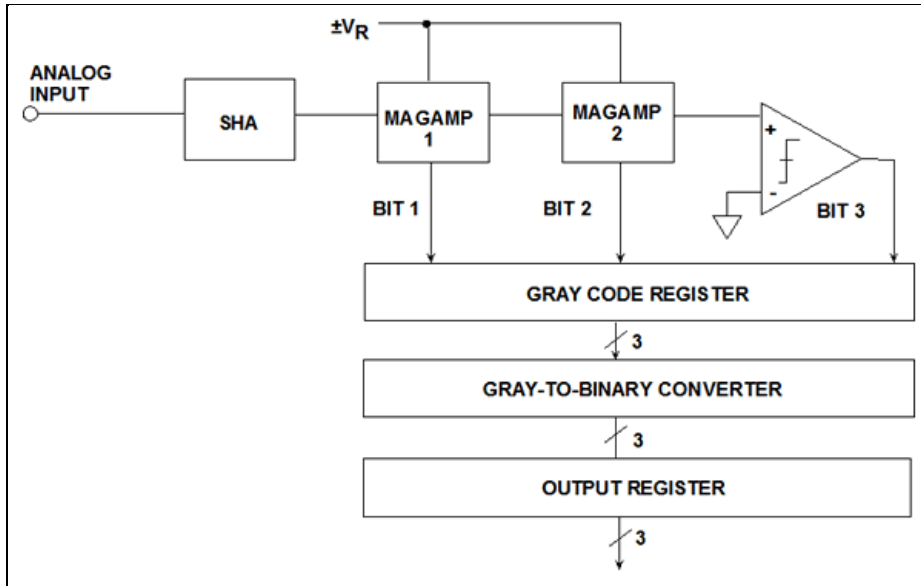 ±VR
ANALOG
INPUT
SHA
MAGAMP
1
MAGAMP
2
+
-
BIT 1
BIT 2
BIT 3
GRAY CODE REGISTER
3
GRAY-TO-BINARY CONVERTER
3
OUTPUT REGISTER
3